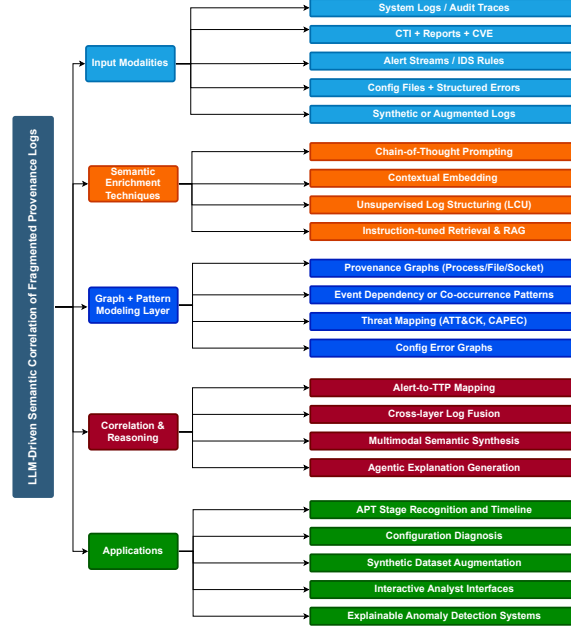 LLM-Driven Semantic Correlation of Fragmented Provenance Logs
Input Modalities
System Logs / Audit Traces
CTI + Reports + CVE
Alert Streams / IDS Rules
Config Files + Structured Errors
Synthetic or Augmented Logs
Semantic
Enrichment
Techniques
Chain-of-Thought Prompting
Contextual Embedding
Unsupervised Log Structuring (LCU)
Instruction-tuned Retrieval & RAG
Graph + Pattern
Modeling Layer
Provenance Graphs (Process/File/Socket)
Event Dependency or Co-occurrence Patterns
Threat Mapping (ATT&CK, CAPEC)
Config Error Graphs
Correlation &
Reasoning
Alert-to-TTP Mapping
Cross-layer Log Fusion
Multimodal Semantic Synthesis
Agentic Explanation Generation
Applications
APT Stage Recognition and Timeline
Configuration Diagnosis
Synthetic Dataset Augmentation
Interactive Analyst Interfaces
Explainable Anomaly Detection Systems